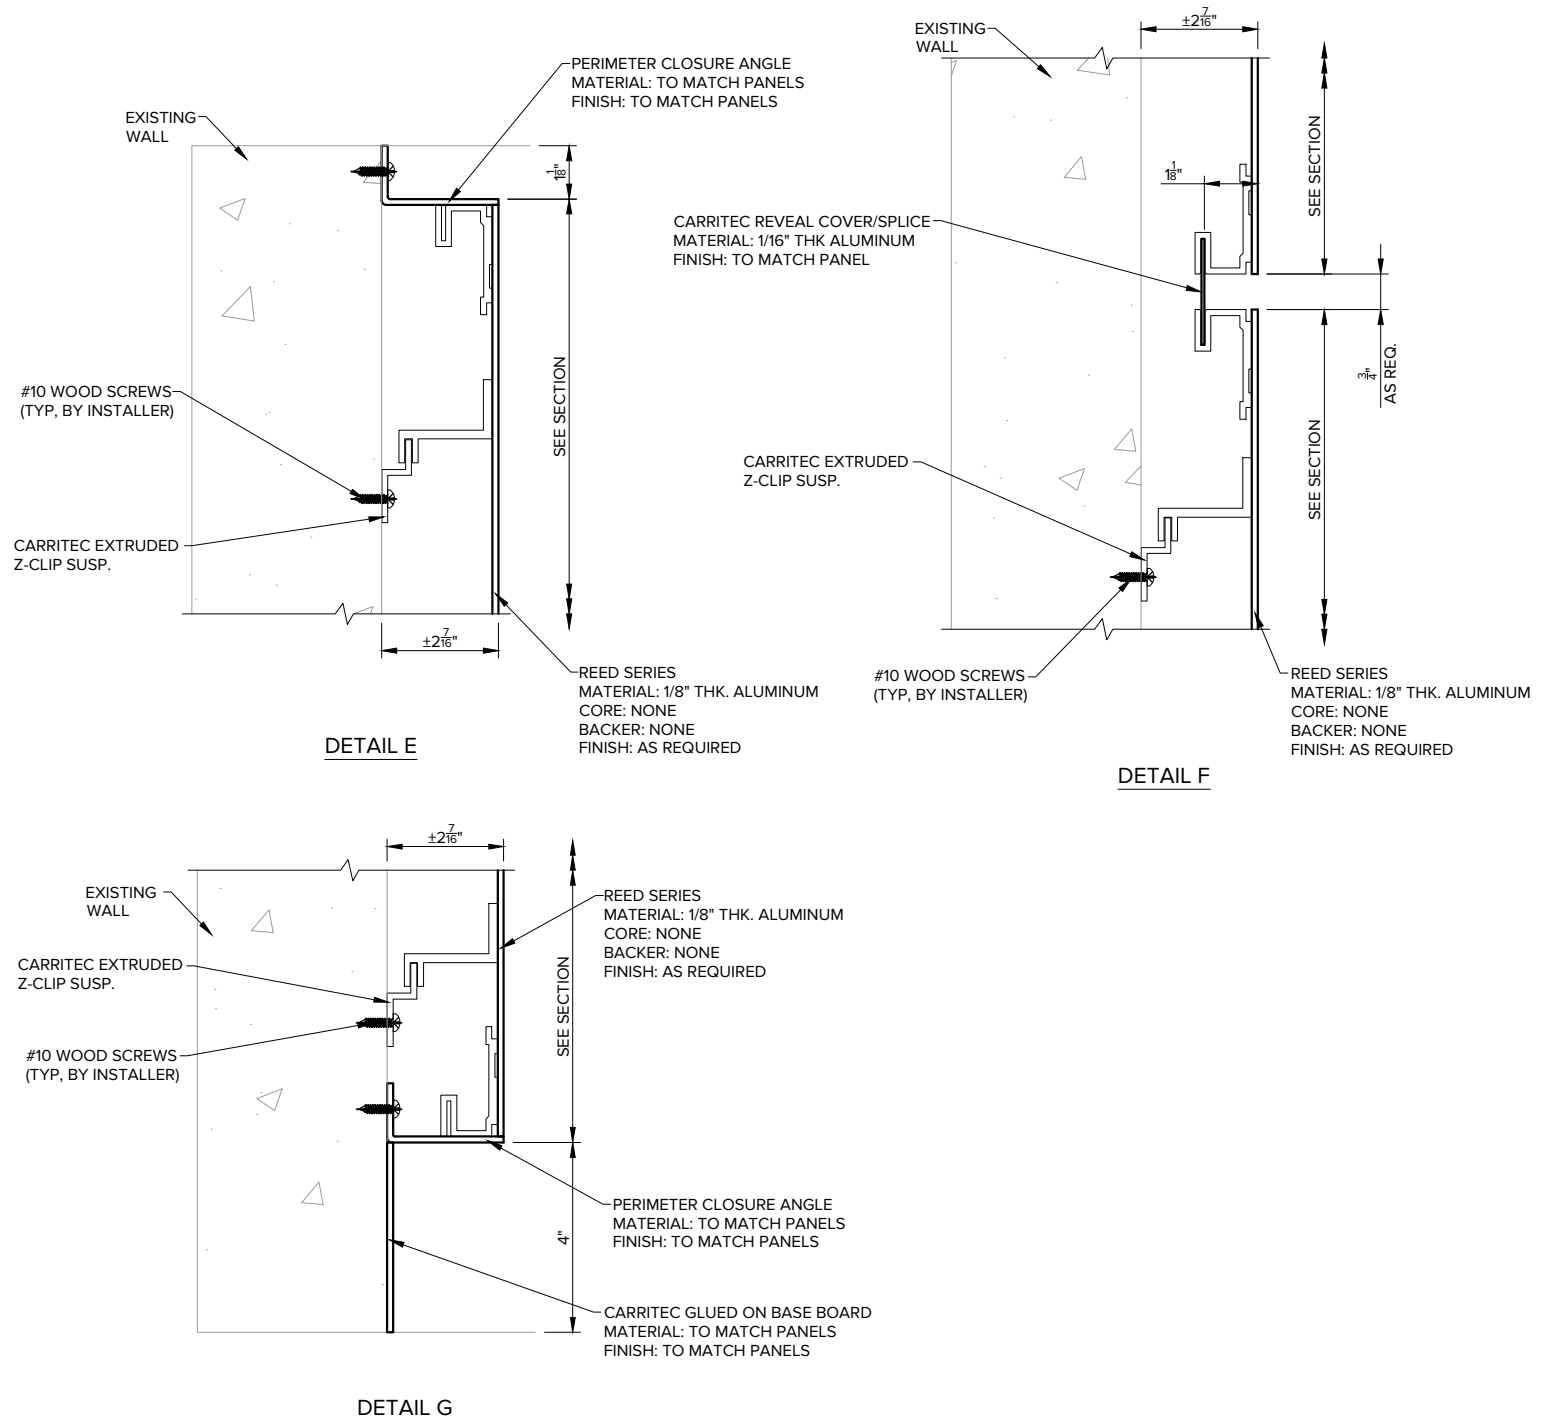 PERIMETER CLOSURE ANGLE
MATERIAL: TO MATCH PANELS
FINISH: TO MATCH PANELS
EXISTING
WALL
1 1/8"
#10 WOOD SCREWS
(TYP, BY INSTALLER)
SEE SECTION
CARRITEC EXTRUDED
Z-CLIP SUSP.
±2 7/16"
REED SERIES
MATERIAL: 1/8" THK. ALUMINUM
CORE: NONE
BACKER: NONE
FINISH: AS REQUIRED
DETAIL E
±2 7/16"
EXISTING
WALL
SEE SECTION
1 1/8"
CARRITEC REVEAL COVER/SPLICE
MATERIAL: 1/16" THK ALUMINUM
FINISH: TO MATCH PANEL
3/4"
AS REQ.
SEE SECTION
CARRITEC EXTRUDED
Z-CLIP SUSP.
#10 WOOD SCREWS
(TYP, BY INSTALLER)
REED SERIES
MATERIAL: 1/8" THK. ALUMINUM
CORE: NONE
BACKER: NONE
FINISH: AS REQUIRED
DETAIL F
±2 7/16"
EXISTING
WALL
REED SERIES
MATERIAL: 1/8" THK. ALUMINUM
CORE: NONE
BACKER: NONE
FINISH: AS REQUIRED
CARRITEC EXTRUDED
Z-CLIP SUSP.
SEE SECTION
#10 WOOD SCREWS
(TYP, BY INSTALLER)
PERIMETER CLOSURE ANGLE
MATERIAL: TO MATCH PANELS
FINISH: TO MATCH PANELS
4"
CARRITEC GLUED ON BASE BOARD
MATERIAL: TO MATCH PANELS
FINISH: TO MATCH PANELS
DETAIL G